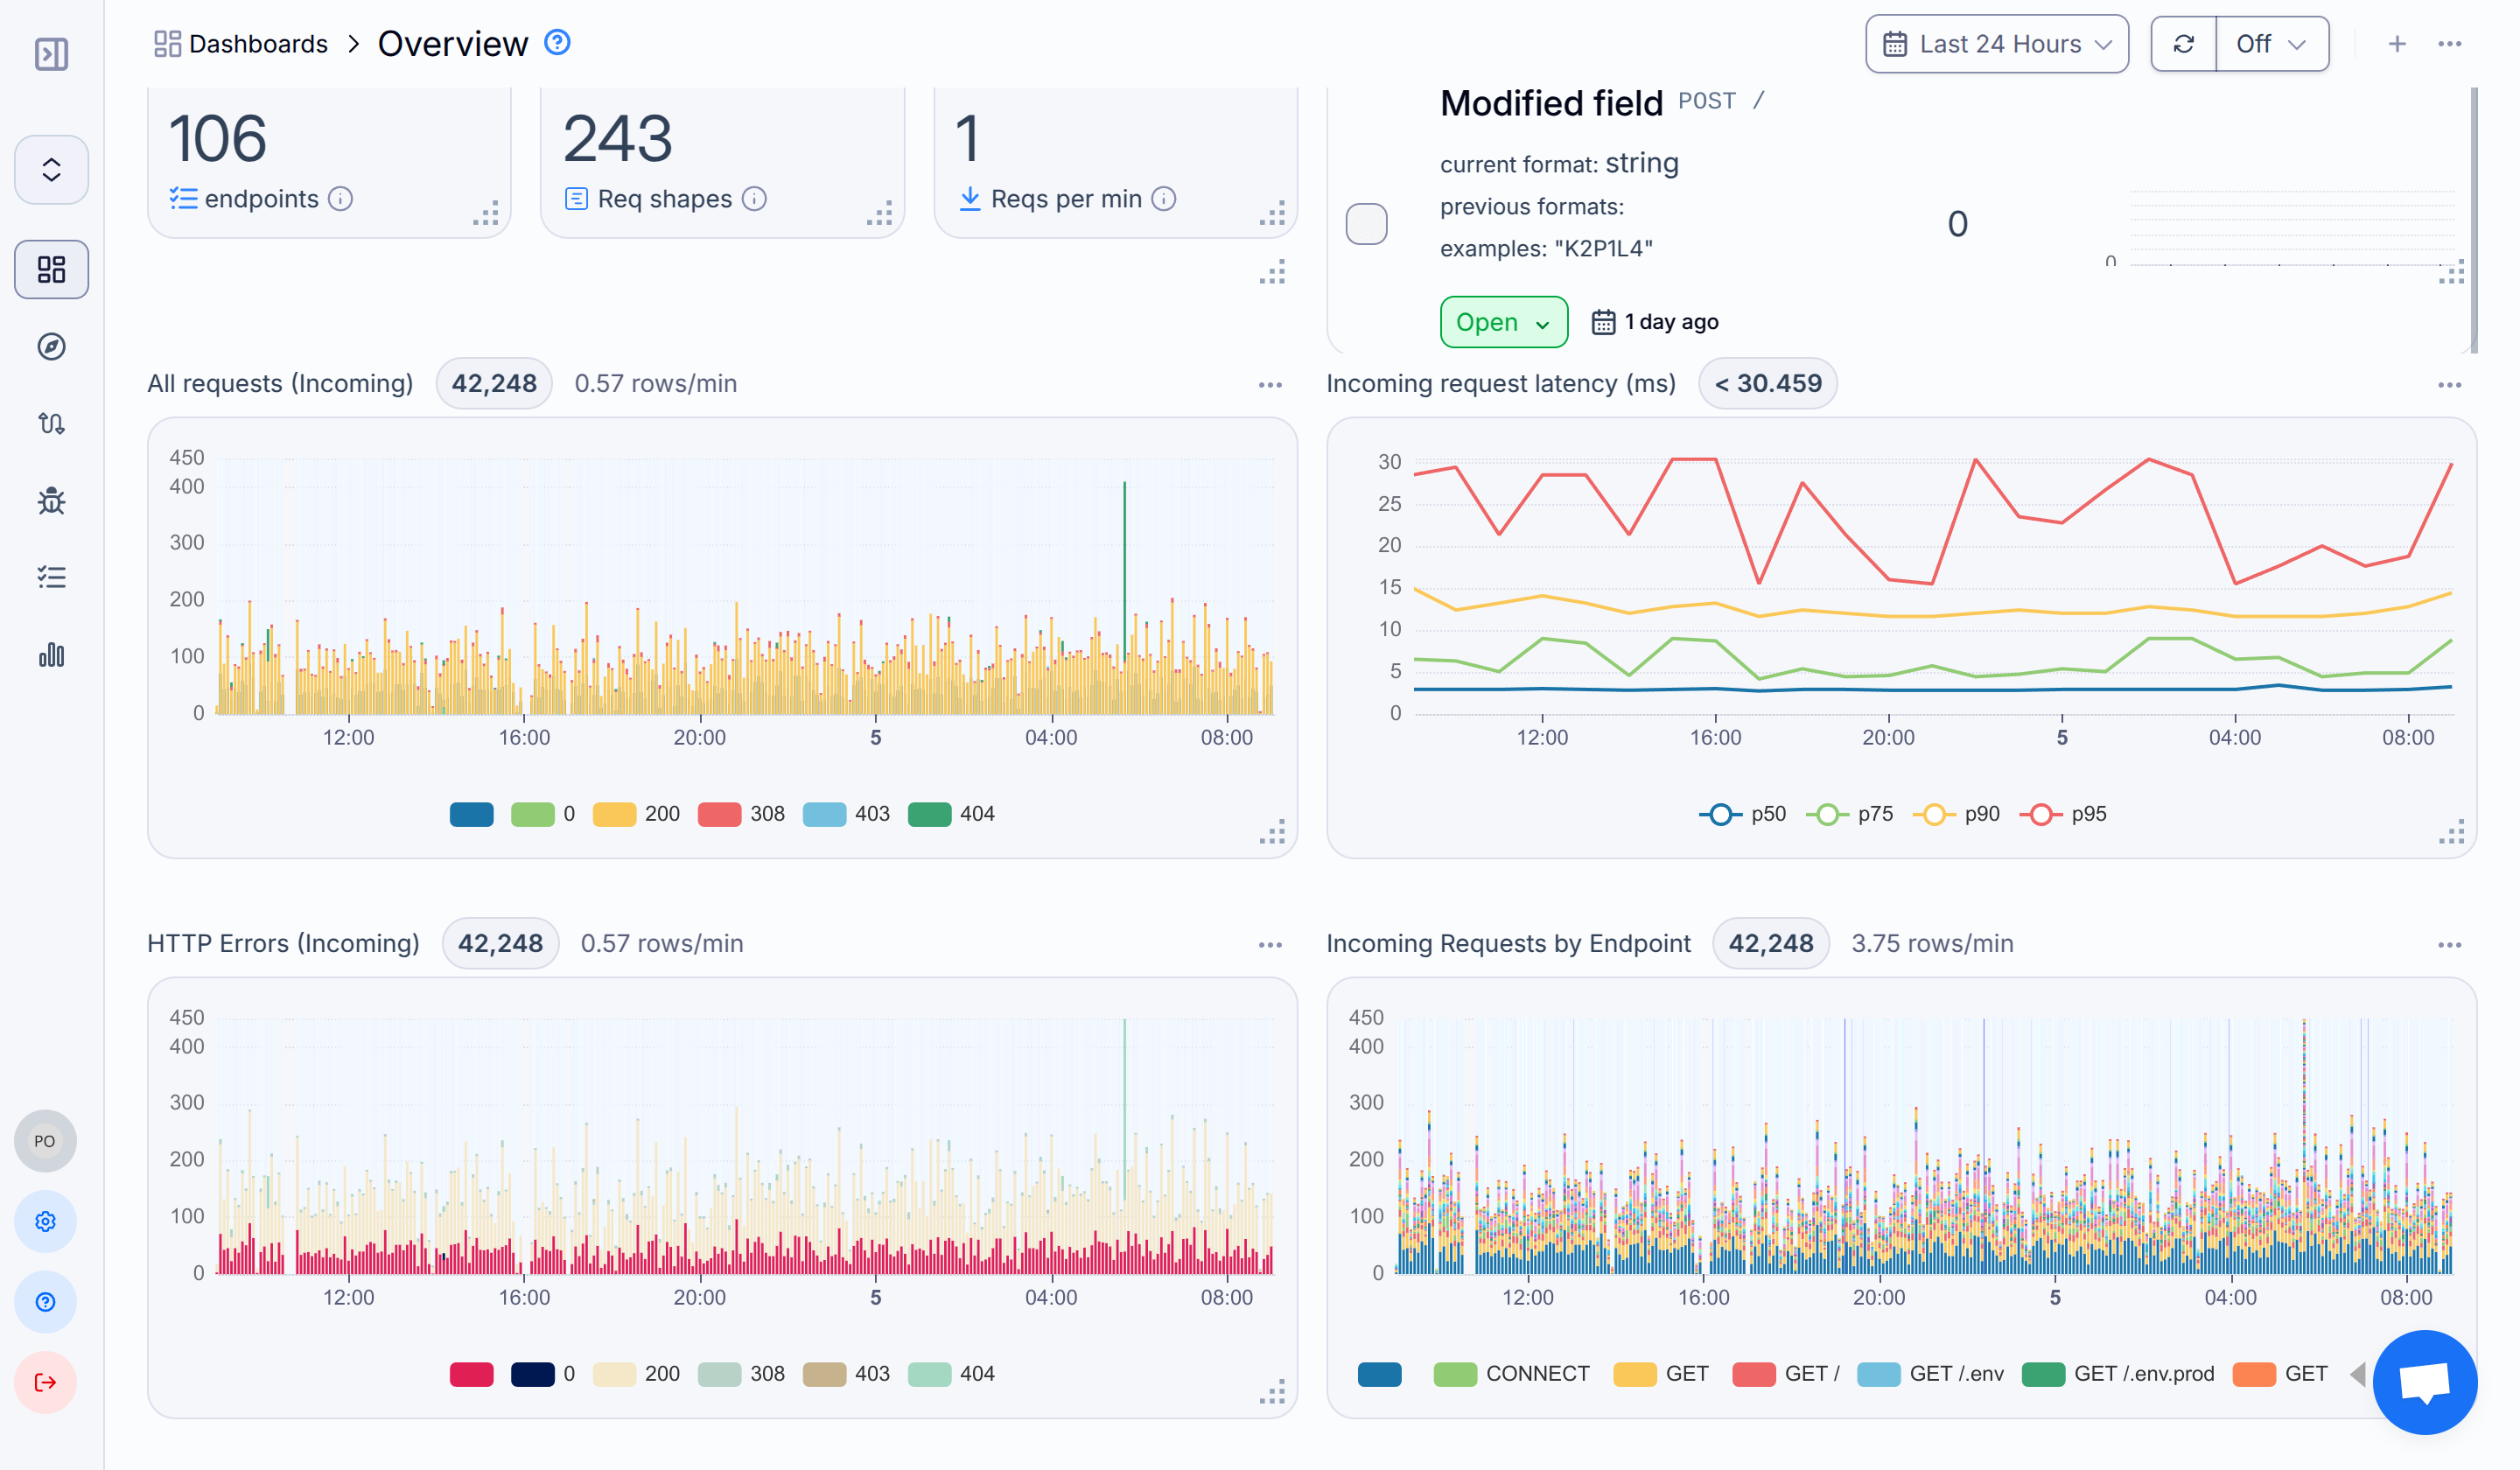 Dashboards > Overview
Last 24 Hours
Off
106
endpoints
243
Req shapes
1
Reqs per min
Modified field POST /
current format: string
previous formats:
examples: "K2P1L4"
0
0
Open
1 day ago
All requests (Incoming) 42,248 0.57 rows/min
450
400
300
200
100
0
12:00 16:00 20:00 5 04:00 08:00
0 200 308 403 404
Incoming request latency (ms) < 30.459
30
25
20
15
10
5
0
12:00 16:00 20:00 5 04:00 08:00
p50 p75 p90 p95
HTTP Errors (Incoming) 42,248 0.57 rows/min
450
400
300
200
100
0
12:00 16:00 20:00 5 04:00 08:00
0 200 308 403 404
Incoming Requests by Endpoint 42,248 3.75 rows/min
450
400
300
200
100
0
12:00 16:00 20:00 5 04:00 08:00
CONNECT GET GET / GET /.env GET /.env.prod GET
PO